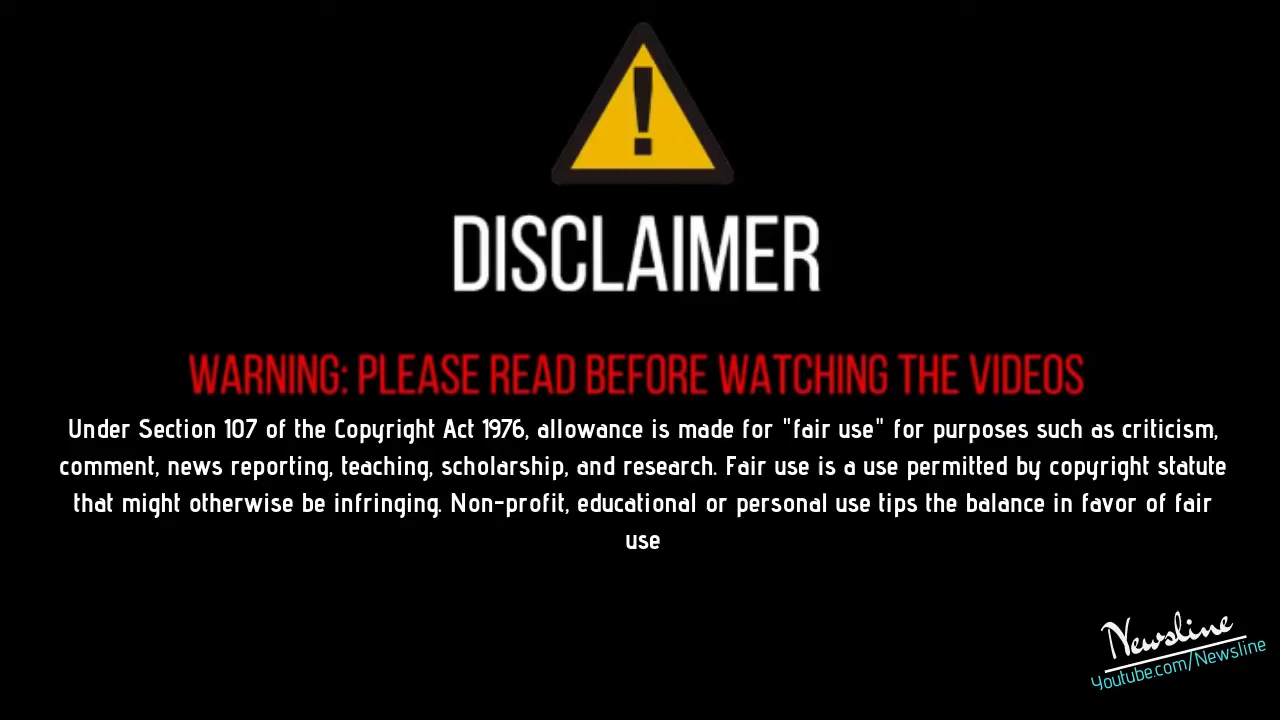 DISCLAIMER
WARNING: PLEASE READ BEFORE WATCHING THE VIDEOS
Under Section 107 of the Copyright Act 1976, allowance is made for "fair use" for purposes such as criticism,
comment, news reporting, teaching, scholarship, and research. Fair use is a use permitted by copyright statute
that might otherwise be infringing. Non-profit, educational or personal use tips the balance in favor of fair
use
Newsline
Youtube.com/Newsline